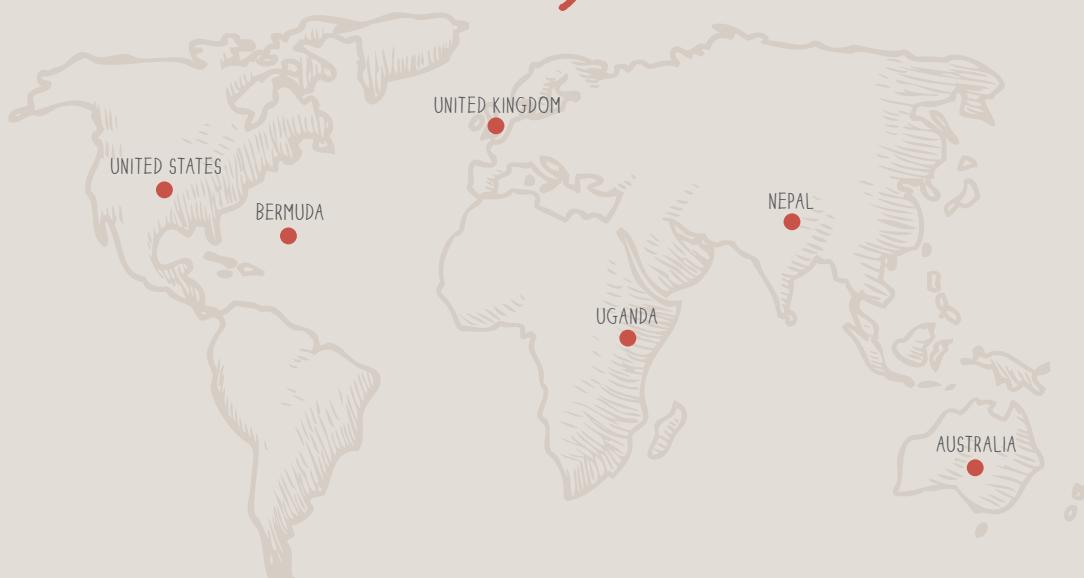 UNITED KINGDOM
UNITED STATES
BERMUDA
NEPAL
UGANDA
AUSTRALIA